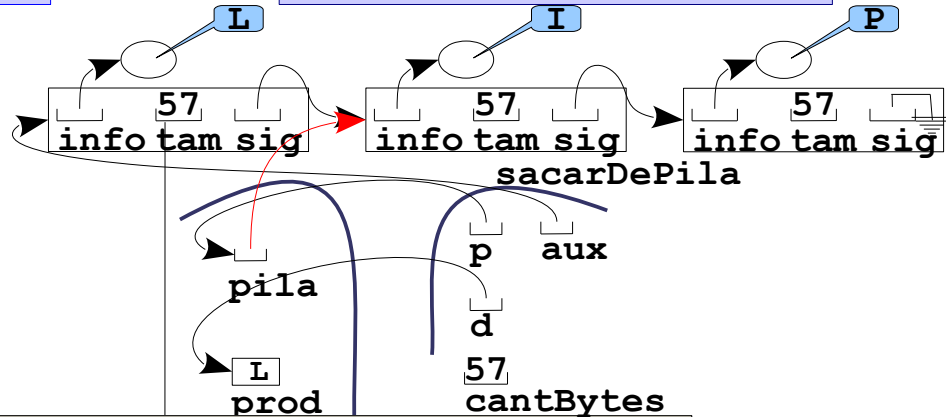 L I P
57 57 57
info tam sig info tam sig info tam sig
sacarDePila
p aux
pila
d
L 57
prod cantBytes